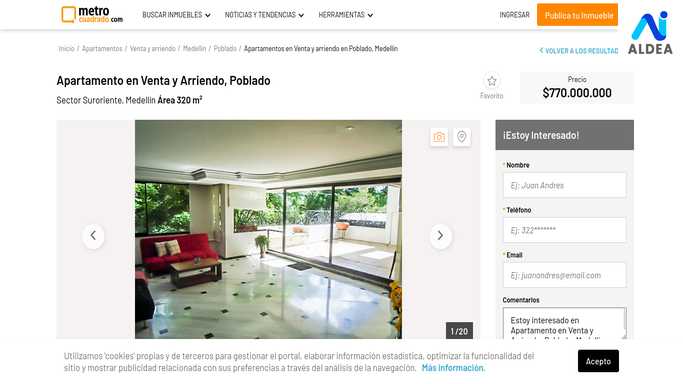 metro
cuadrado.com
BUSCAR INMUEBLES
NOTICIAS Y TENDENCIAS
HERRAMIENTAS
INGRESAR
Publica tu Inmueble
ALDEA
Inicio / Apartamentos / Venta y arriendo / Medellín / Poblado / Apartamentos en Venta y arriendo en Poblado, Medellín
VOLVER A LOS RESULTAD
Apartamento en Venta y Arriendo, Poblado
Sector Suroriente, Medellín Área 320 m²
Favorito
Precio
$770.000.000
¡Estoy Interesado!
* Nombre
Ej: Juan Andres
* Teléfono
Ej: 322*******
* Email
Ej: juanandres@email.com
Comentarios
Estoy interesado en
Apartamento en Venta y
1 / 20
Utilizamos 'cookies' propias y de terceros para gestionar el portal, elaborar información estadística, optimizar la funcionalidad del
sitio y mostrar publicidad relacionada con sus preferencias a través del análisis de la navegación. Más Información.
Acepto